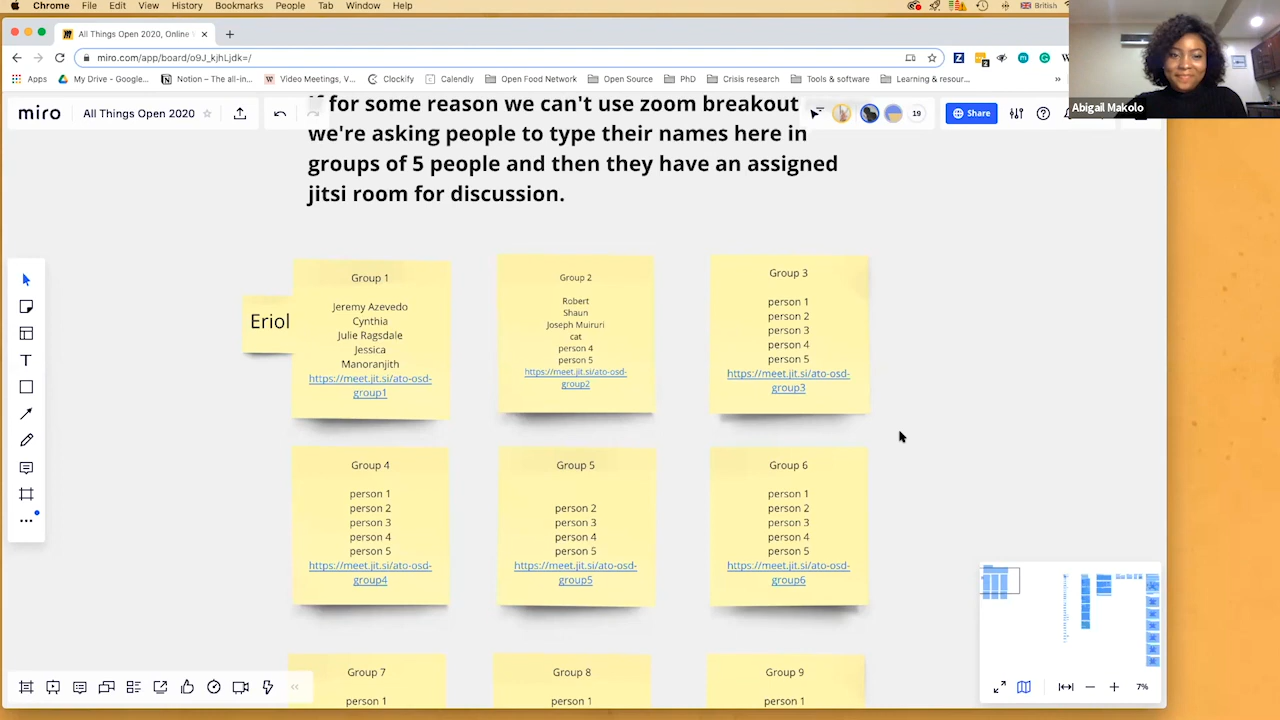 Chrome File Edit View History Bookmarks People Tab Window Help British
All Things Open 2020, Online
miro.com/app/board/o9J_kjhLjdk=/
Apps My Drive - Google... Notion – The all-in... Video Meetings, V... Clockify Calendly Open Food Network Open Source PhD Crisis research Tools & software Learning & resour... »
Abigail Makolo
miro All Things Open 2020 19 Share
If for some reason we can't use zoom breakout
we're asking people to type their names here in
groups of 5 people and then they have an assigned
jitsi room for discussion.
Eriol
Group 1
Jeremy Azevedo
Cynthia
Julie Ragsdale
Jessica
Manoranjith
https://meet.jit.si/ato-osd-
group1
Group 2
Robert
Shaun
Joseph Muiruri
cat
person 4
person 5
https://meet.jit.si/ato-osd-
group2
Group 3
person 1
person 2
person 3
person 4
person 5
https://meet.jit.si/ato-osd-
group3
Group 4
person 1
person 2
person 3
person 4
person 5
https://meet.jit.si/ato-osd-
group4
Group 5
person 2
person 3
person 4
person 5
https://meet.jit.si/ato-osd-
group5
Group 6
person 1
person 2
person 3
person 4
person 5
https://meet.jit.si/ato-osd-
group6
Group 7
person 1
Group 8
person 1
Group 9
person 1
7%